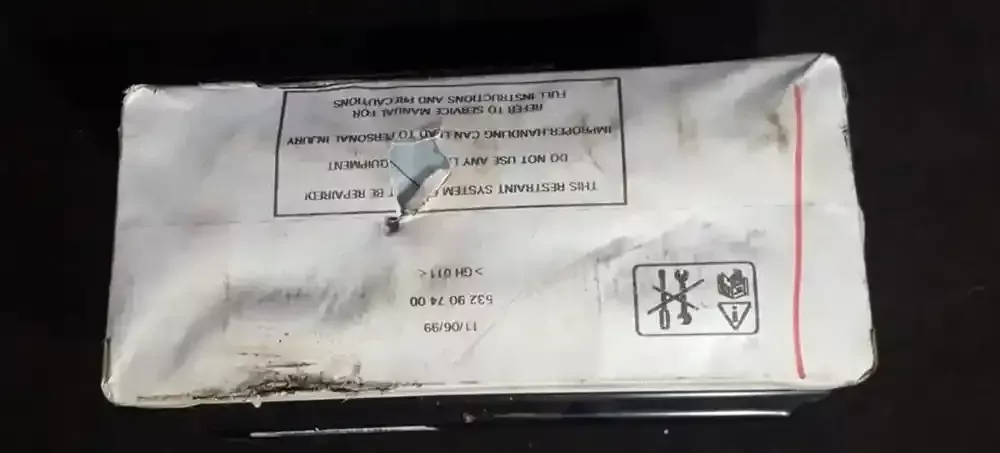 11/06/99
532 90 74 00
>GH 011<
THIS RESTRAINT SYSTEM BE REPAIRED!
DO NOT USE ANY
IMPROPER-HANDLING CAN LEAD TO PERSONAL INJURY
REFER TO SERVICE MANUAL FOR
FULL INSTRUCTIONS AND PRECAUTIONS